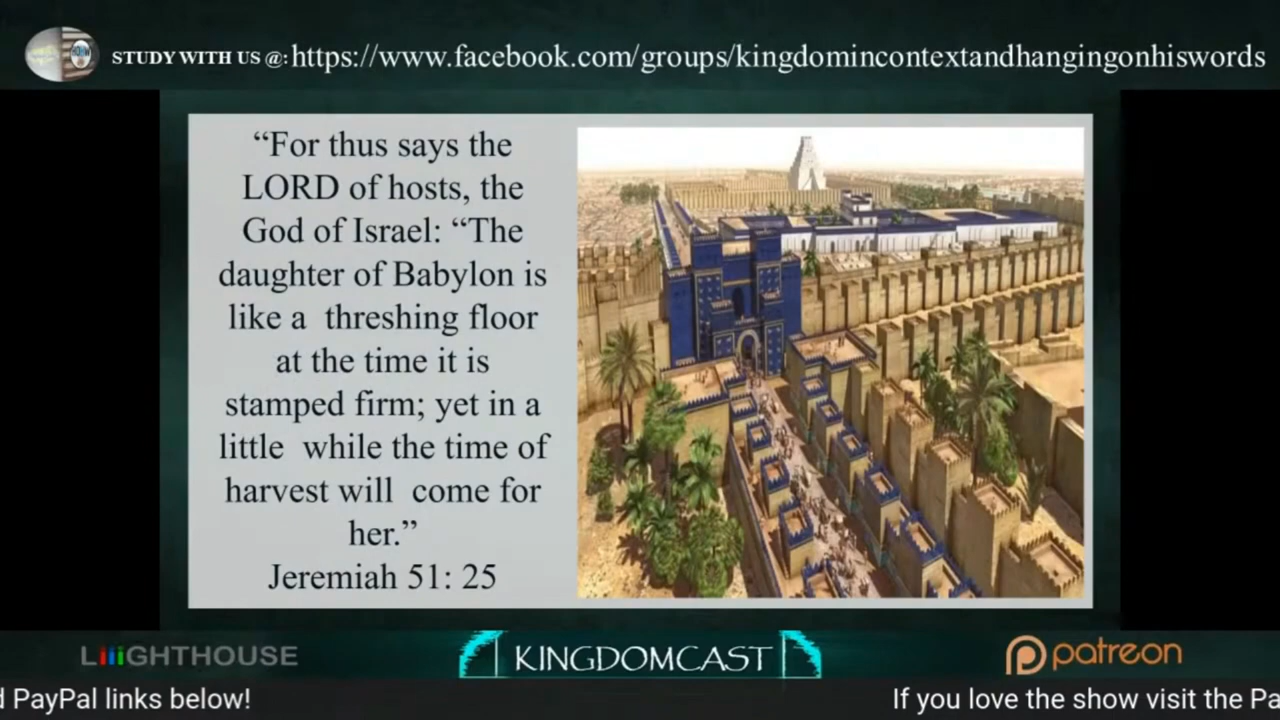 STUDY WITH US @: https://www.facebook.com/groups/kingdomincontextandhangingonhiswords
“For thus says the
LORD of hosts, the
God of Israel: “The
daughter of Babylon is
like a threshing floor
at the time it is
stamped firm; yet in a
little while the time of
harvest will come for
her.”
Jeremiah 51: 25
LIIIGHTHOUSE
KINGDOMCAST
patreon
d PayPal links below!
If you love the show visit the Pa